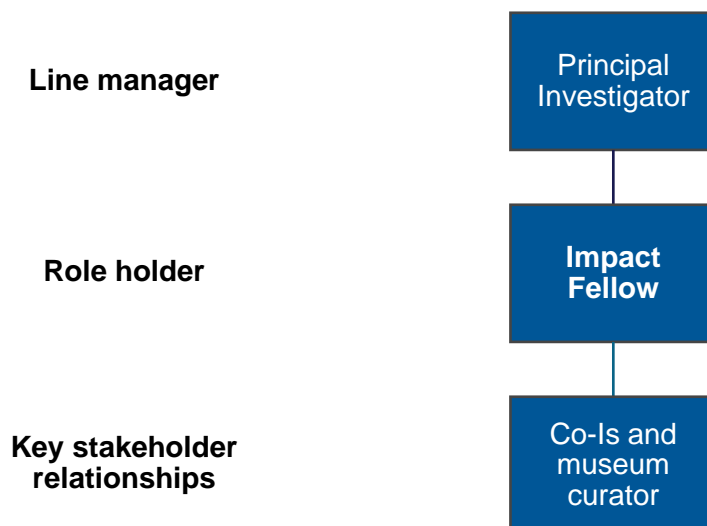 Line manager
Principal
Investigator
Role holder
Impact
Fellow
Key stakeholder
relationships
Co-Is and
museum
curator